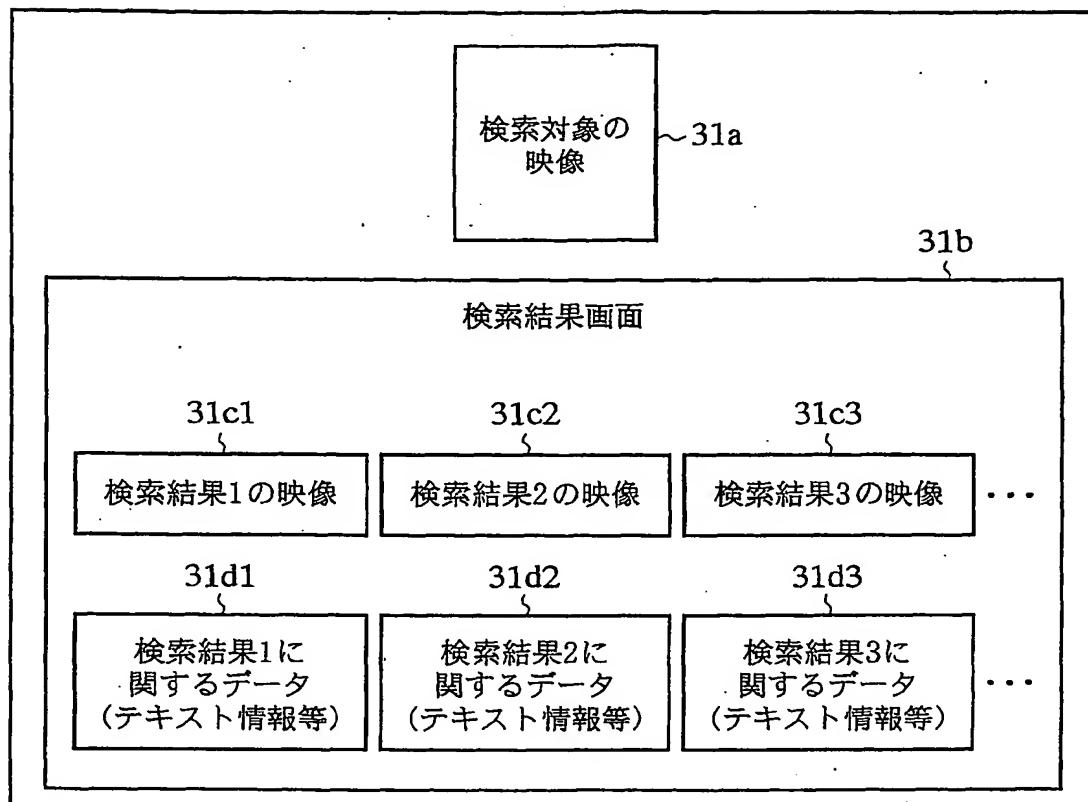 検索対象の
映像
31a
31b
検索結果画面
31c1
31c2
31c3
検索結果1の映像
検索結果2の映像
検索結果3の映像
・・・
31d1
31d2
31d3
検索結果1に
関するデータ
(テキスト情報等)
検索結果2に
関するデータ
(テキスト情報等)
検索結果3に
関するデータ
(テキスト情報等)
・・・